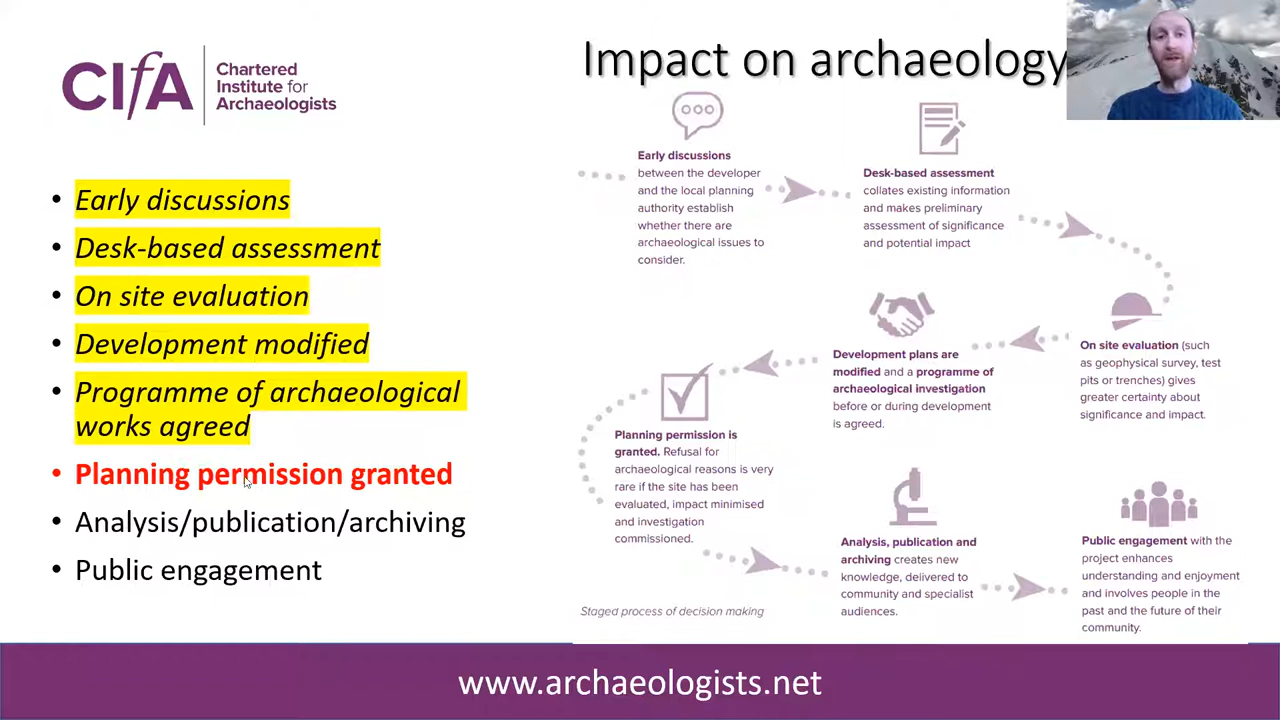 CIfA
Chartered
Institute for
Archaeologists
Impact on archaeology
• Early discussions
• Desk-based assessment
• On site evaluation
• Development modified
• Programme of archaeological
works agreed
• Planning permission granted
• Analysis/publication/archiving
• Public engagement
Early discussions
between the developer
and the local planning
authority establish
whether there are
archaeological issues to
consider.
Desk-based assessment
collates existing information
and makes preliminary
assessment of significance
and potential impact
On site evaluation (such
as geophysical survey, test
pits or trenches) gives
greater certainty about
significance and impact.
Development plans are
modified and a programme of
archaeological investigation
before or during development
is agreed.
Planning permission is
granted. Refusal for
archaeological reasons is very
rare if the site has been
evaluated, impact minimised
and investigation
commissioned.
Analysis, publication and
archiving creates new
knowledge, delivered to
community and specialist
audiences.
Public engagement with the
project enhances
understanding and enjoyment
and involves people in the
past and the future of their
community.
Staged process of decision making
www.archaeologists.net